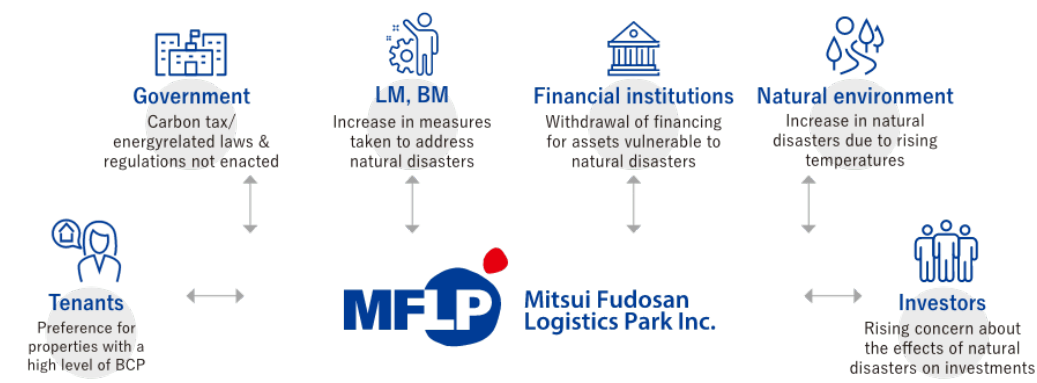 Government
Carbon tax/
energyrelated laws &
regulations not enacted
LM, BM
Increase in measures
taken to address
natural disasters
Financial institutions
Withdrawal of financing
for assets vulnerable to
natural disasters
Natural environment
Increase in natural
disasters due to rising
temperatures
Tenants
Preference for
properties with a
high level of BCP
MFLP
Mitsui Fudosan
Logistics Park Inc.
Investors
Rising concern about
the effects of natural
disasters on investments